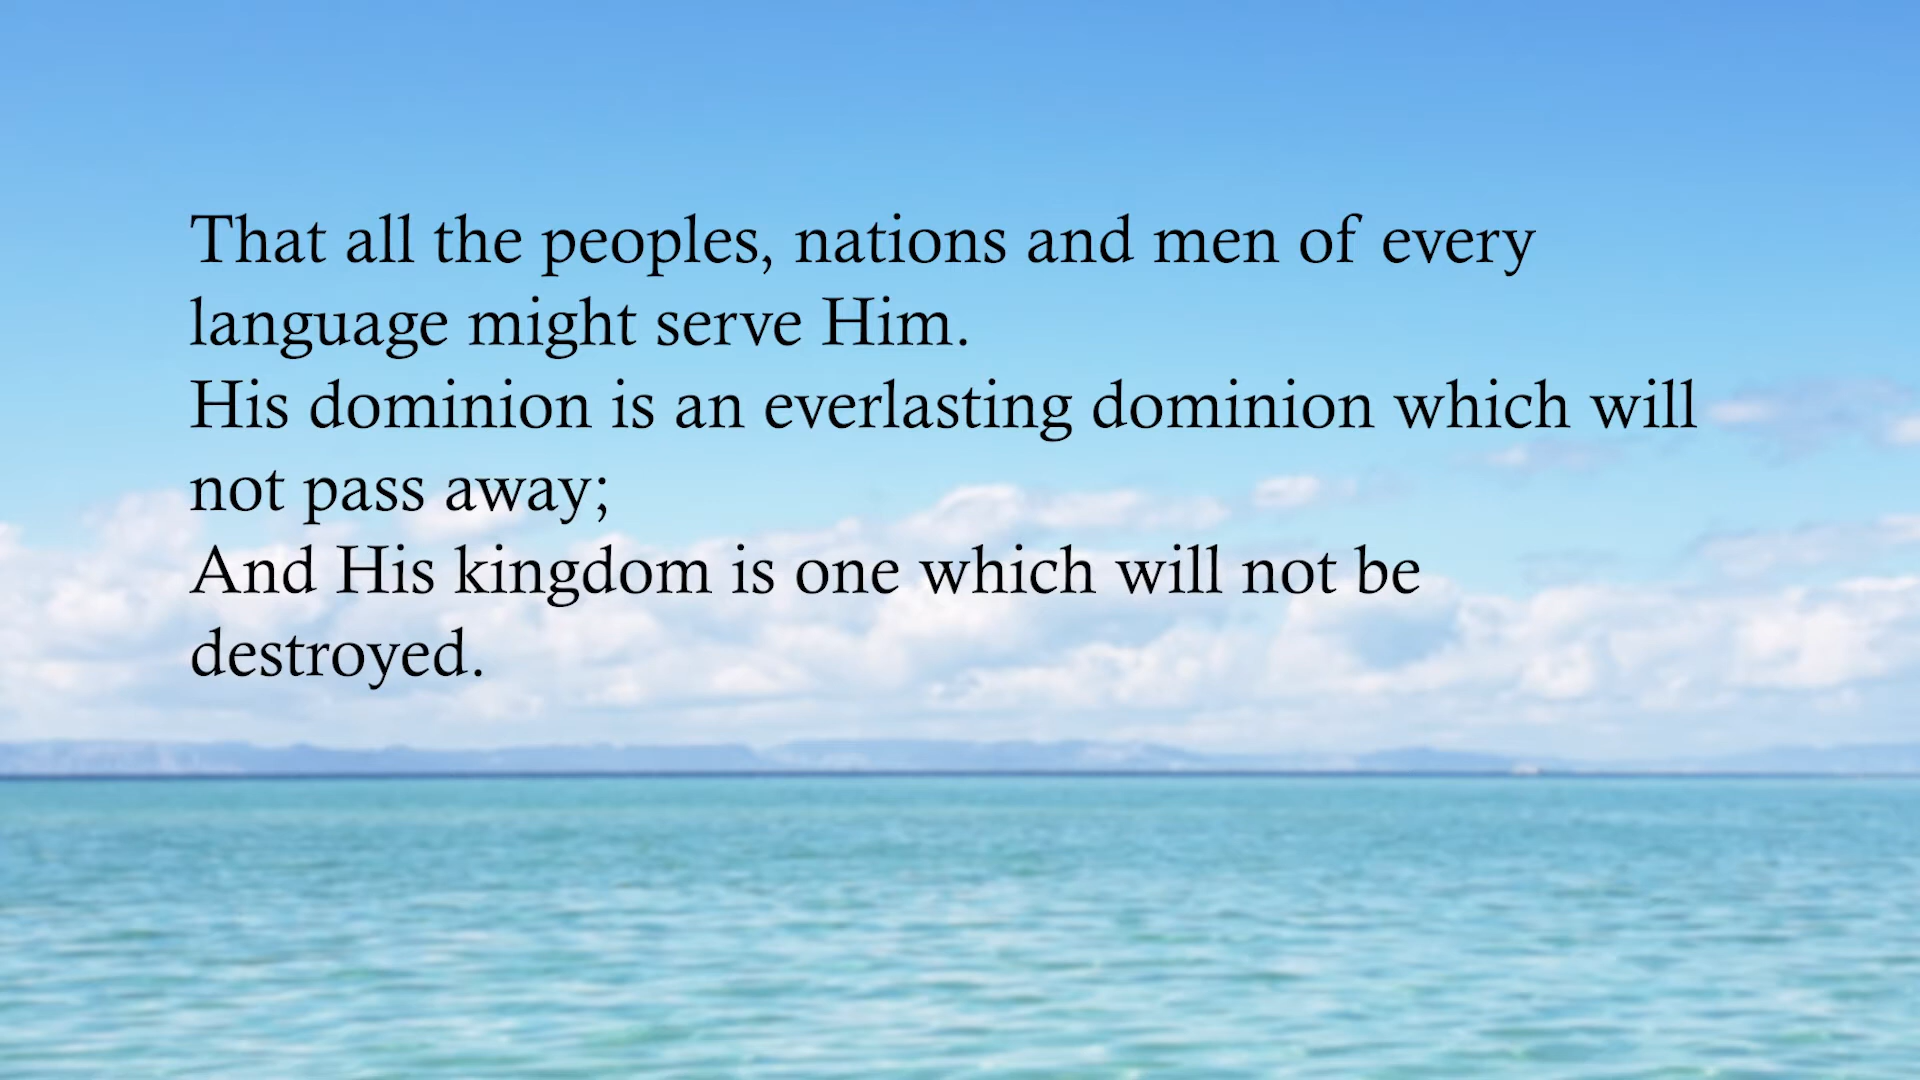 That all the peoples, nations and men of every
language might serve Him.
His dominion is an everlasting dominion which will
not pass away;
And His kingdom is one which will not be
destroyed.